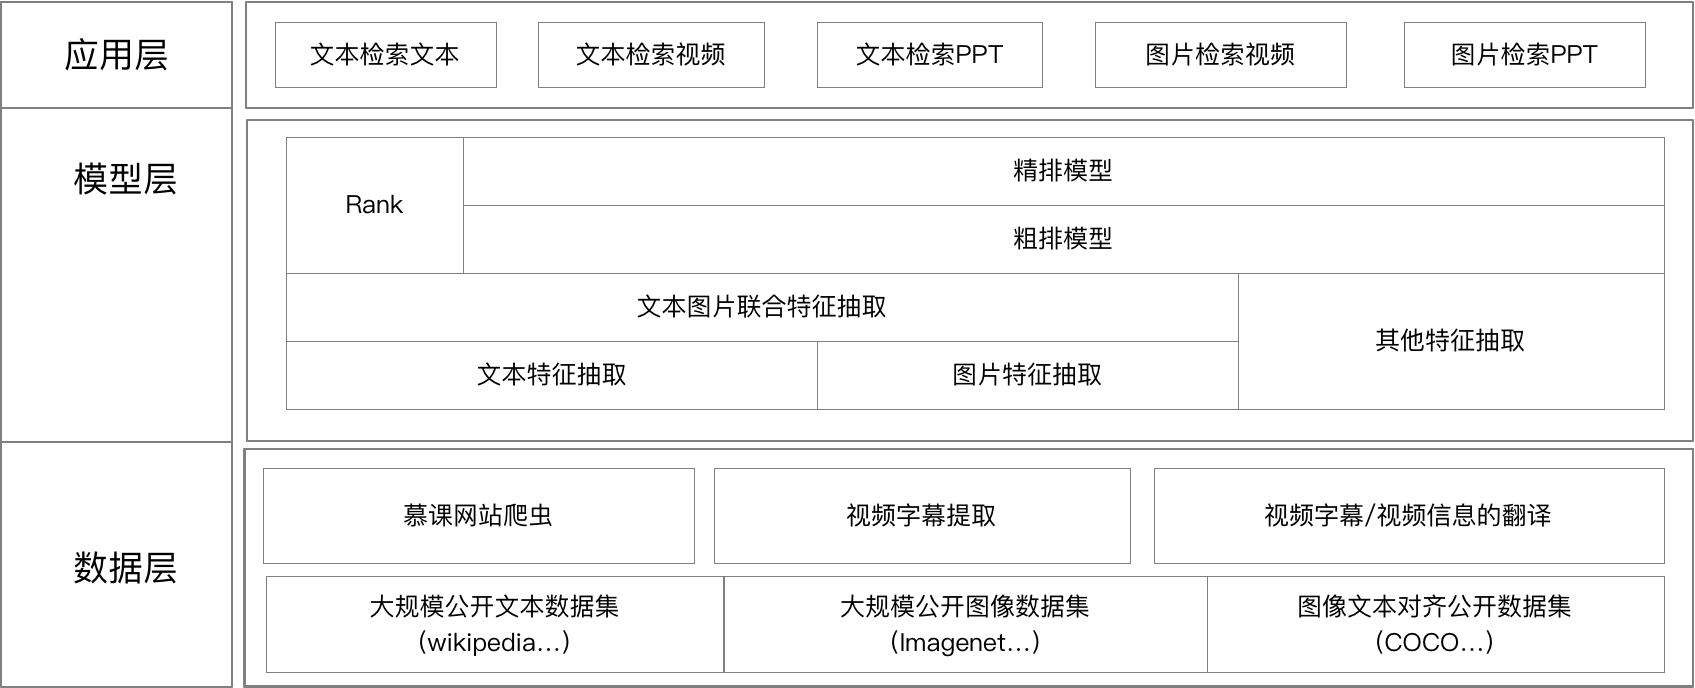 应用层
文本检索文本
文本检索视频
文本检索PPT
图片检索视频
图片检索PPT
模型层
Rank
精排模型
粗排模型
文本图片联合特征抽取
其他特征抽取
文本特征抽取
图片特征抽取
数据层
慕课网站爬虫
视频字幕提取
视频字幕/视频信息的翻译
大规模公开文本数据集
（wikipedia…）
大规模公开图像数据集
（Imagenet…）
图像文本对齐公开数据集
（COCO…）